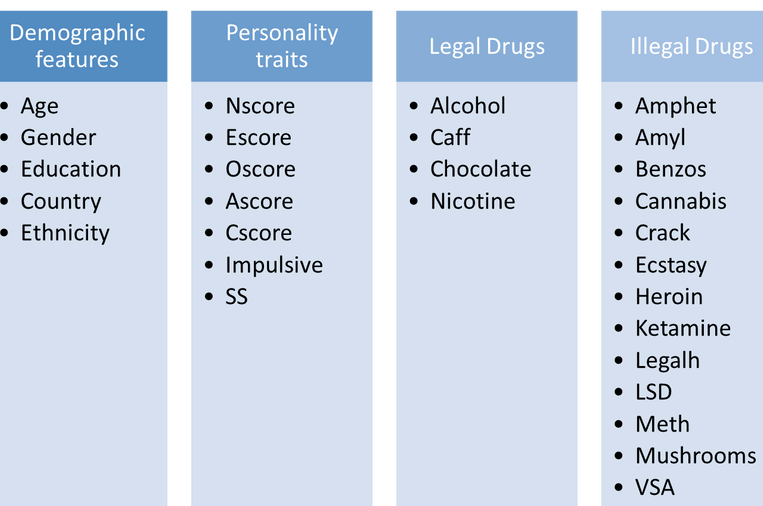 Demographic
features
• Age
• Gender
• Education
• Country
• Ethnicity
Personality
traits
• Nscore
• Escore
• Oscore
• Ascore
• Cscore
• Impulsive
• SS
Legal Drugs
• Alcohol
• Caff
• Chocolate
• Nicotine
Illegal Drugs
• Amphet
• Amyl
• Benzos
• Cannabis
• Crack
• Ecstasy
• Heroin
• Ketamine
• Legalh
• LSD
• Meth
• Mushrooms
• VSA